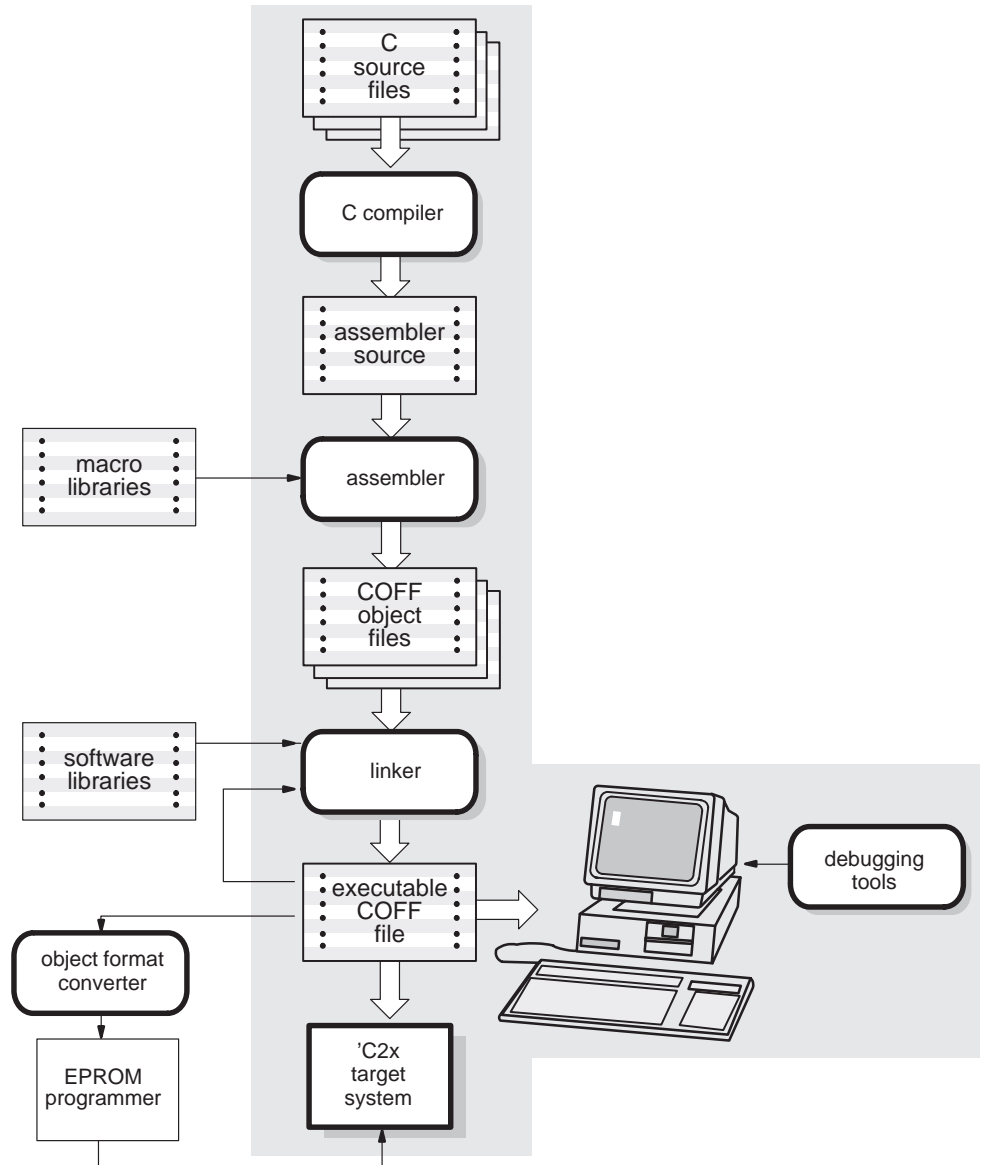 C
source
files
C compiler
assembler
source
macro
libraries
assembler
COFF
object
files
software
libraries
linker
executable
COFF
file
debugging
tools
object format
converter
EPROM
programmer
'C2x
target
system